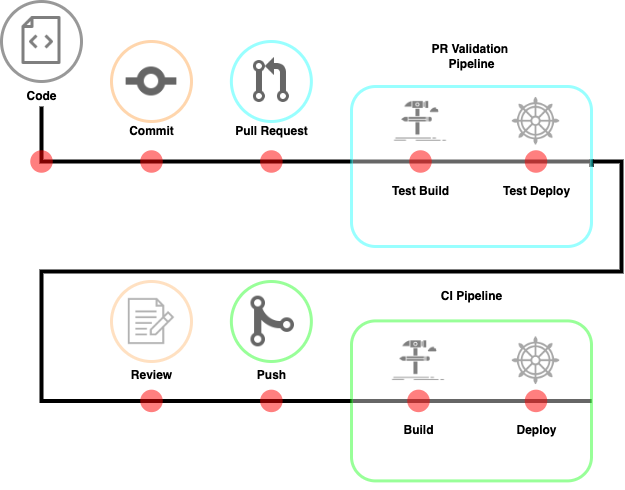 Code
Commit
Pull Request
PR Validation
Pipeline
Test Build
Test Deploy
Review
Push
CI Pipeline
Build
Deploy